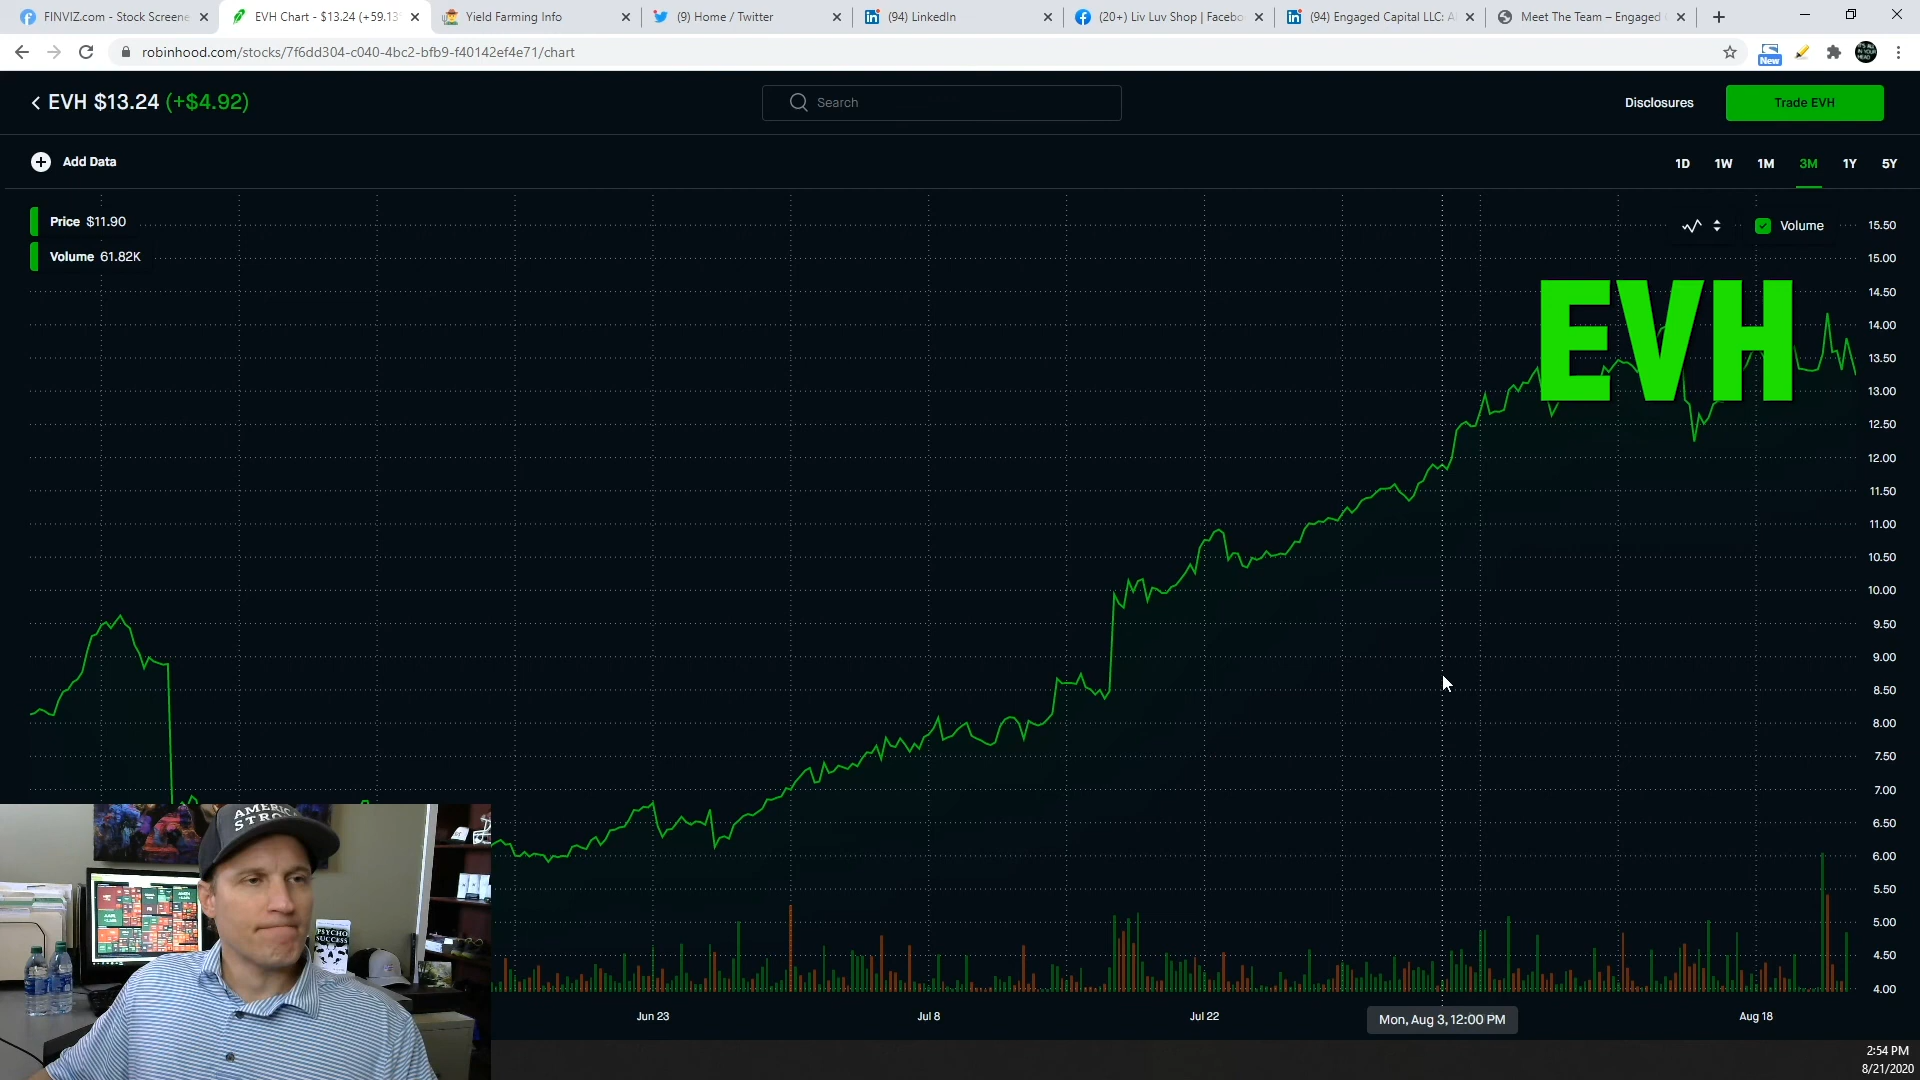 FINVIZ.com - Stock Screene
EVH Chart - $13.24 (+59.13
Yield Farming Info
(9) Home / Twitter
(94) LinkedIn
(20+) Liv Luv Shop | Facebo
(94) Engaged Capital LLC: A
Meet The Team – Engaged
robinhood.com/stocks/7f6dd304-c040-4bc2-bfb9-f40142ef4e71/chart
New
EVH $13.24 (+$4.92)
Search
Disclosures
Trade EVH
Add Data
1D 1W 1M 3M 1Y 5Y
Price $11.90
Volume 61.82K
Volume
EVH
15.50
15.00
14.50
14.00
13.50
13.00
12.50
12.00
11.50
11.00
10.50
10.00
9.50
9.00
8.50
8.00
7.50
7.00
6.50
6.00
5.50
5.00
4.50
4.00
AMERIC
STRO
PSYCHO
SUCCESS
Jun 23
Jul 8
Jul 22
Mon, Aug 3, 12:00 PM
Aug 18
2:54 PM
8/21/2020